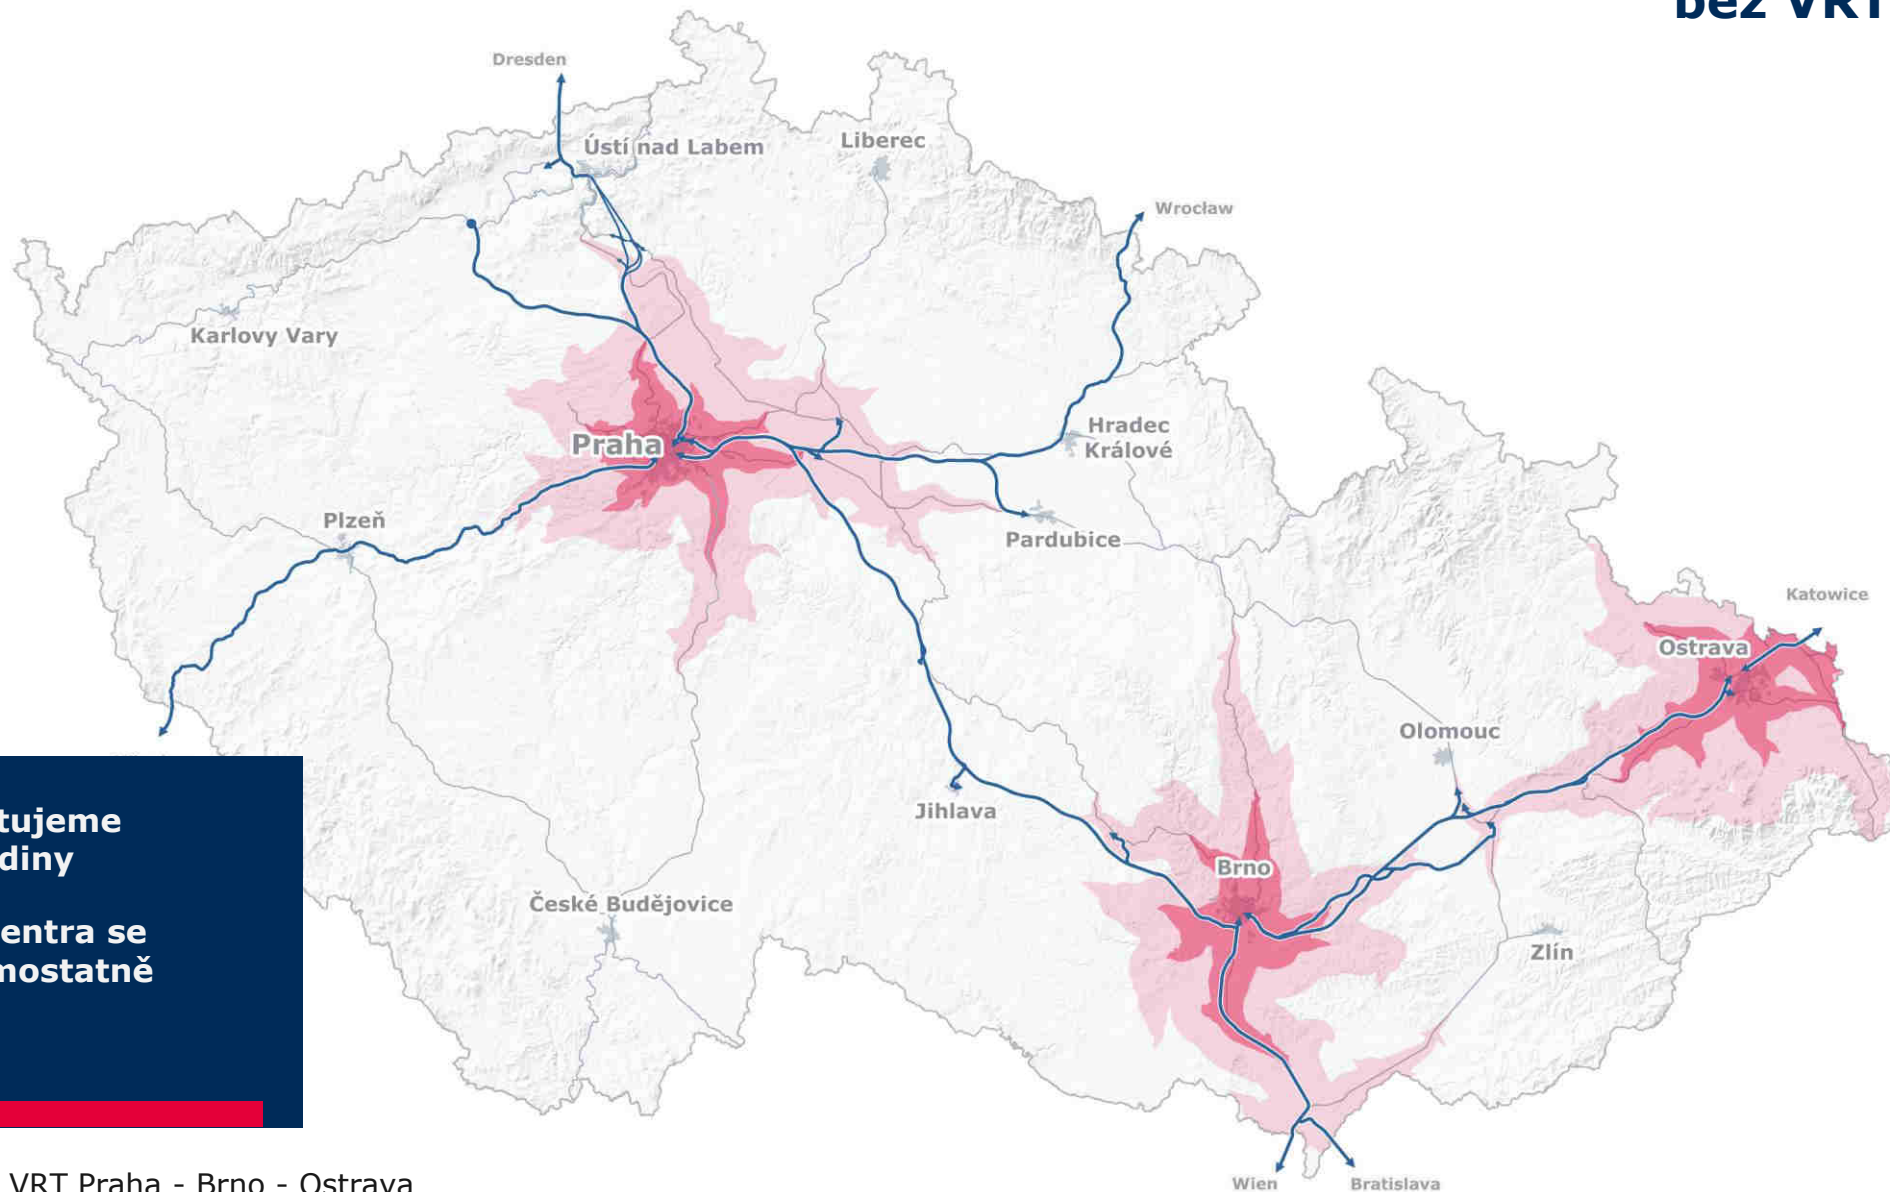 bez VRT
Dresden
Ústí nad Labem
Liberec
Wrocław
Karlovy Vary
Praha
Hradec
Králové
Plzeň
Pardubice
Katowice
Ostrava
Olomouc
Jihlava
Brno
České Budějovice
Zlín
Wien
Bratislava
tujeme
diny
entra se
mostatně
VRT Praha - Brno - Ostrava